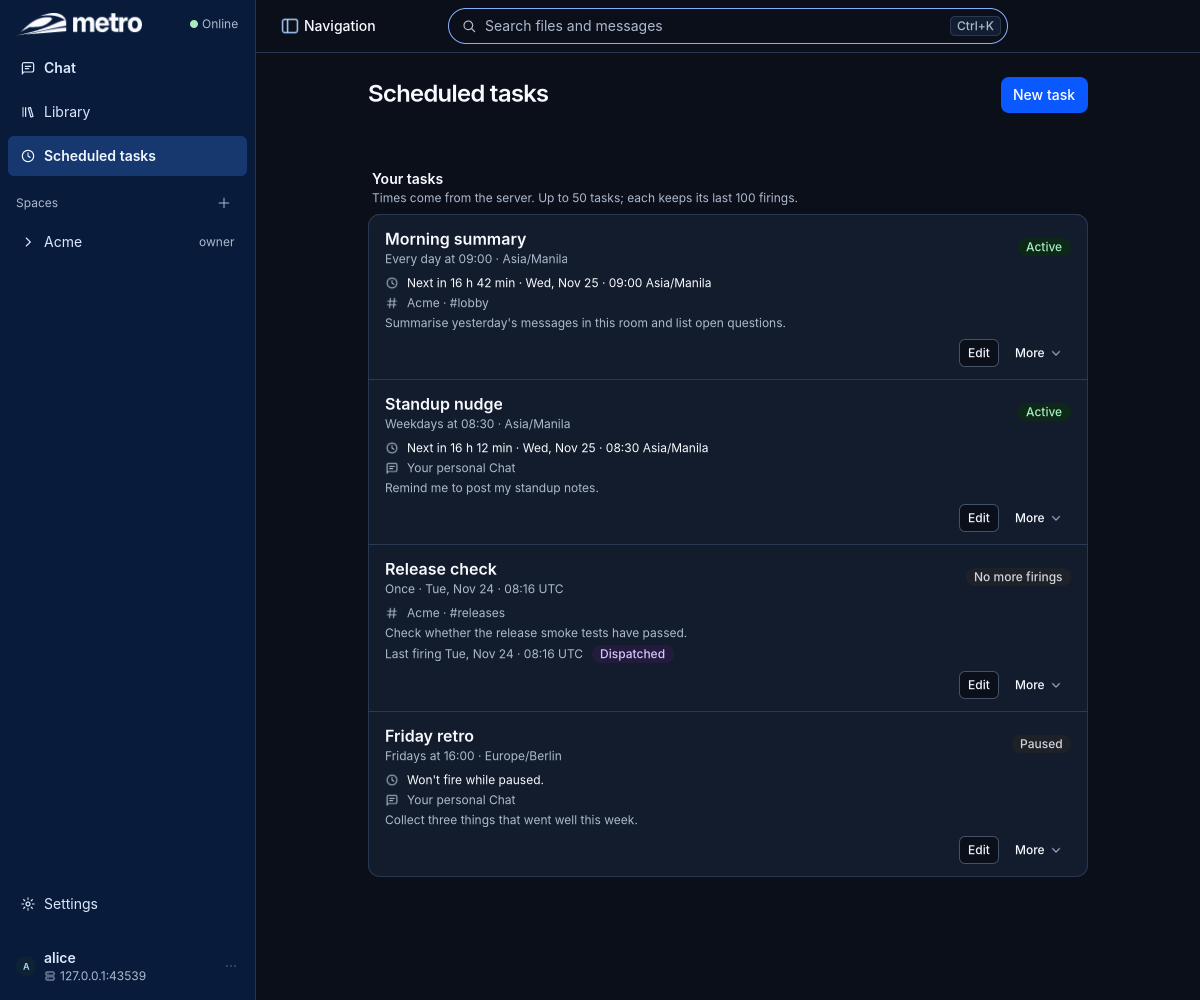 metro
Online
Chat
Library
Scheduled tasks
Spaces
Acme
owner
Settings
A
alice
127.0.0.1:43539
Navigation
Search files and messages
Ctrl+K
Scheduled tasks
New task
Your tasks
Times come from the server. Up to 50 tasks; each keeps its last 100 firings.
Morning summary
Active
Every day at 09:00 · Asia/Manila
Next in 16 h 42 min · Wed, Nov 25 · 09:00 Asia/Manila
Acme · #lobby
Summarise yesterday's messages in this room and list open questions.
Edit
More
Standup nudge
Active
Weekdays at 08:30 · Asia/Manila
Next in 16 h 12 min · Wed, Nov 25 · 08:30 Asia/Manila
Your personal Chat
Remind me to post my standup notes.
Edit
More
Release check
No more firings
Once · Tue, Nov 24 · 08:16 UTC
Acme · #releases
Check whether the release smoke tests have passed.
Last firing Tue, Nov 24 · 08:16 UTC
Dispatched
Edit
More
Friday retro
Paused
Fridays at 16:00 · Europe/Berlin
Won't fire while paused.
Your personal Chat
Collect three things that went well this week.
Edit
More